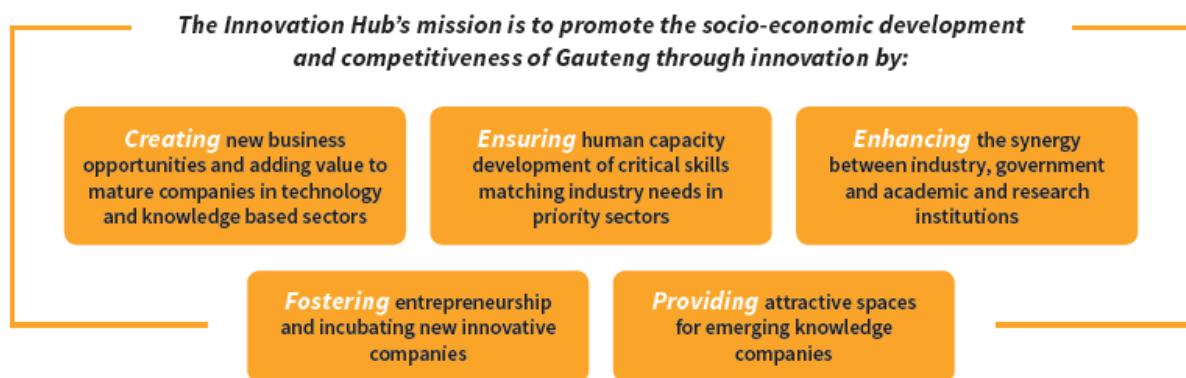 The Innovation Hub’s mission is to promote the socio-economic development
and competitiveness of Gauteng through innovation by:
Creating new business
opportunities and adding value to
mature companies in technology
and knowledge based sectors
Ensuring human capacity
development of critical skills
matching industry needs in
priority sectors
Enhancing the synergy
between industry, government
and academic and research
institutions
Fostering entrepreneurship
and incubating new innovative
companies
Providing attractive spaces
for emerging knowledge
companies